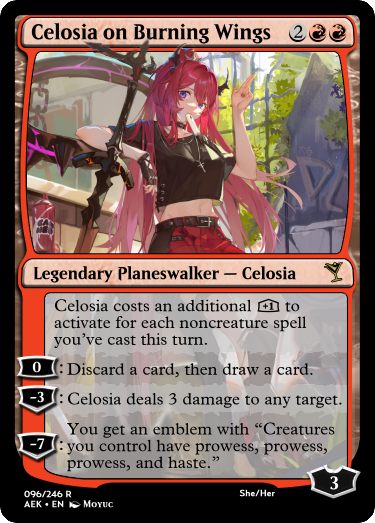 Celosia on Burning Wings 2
Legendary Planeswalker — Celosia
Celosia costs an additional +1 to
activate for each noncreature spell
you've cast this turn.
0 : Discard a card, then draw a card.
-3 : Celosia deals 3 damage to any target.
You get an emblem with “Creatures
-7 : you control have prowess, prowess,
prowess, and haste.”
3
096/246 R She/Her
AEK • EN Moyuc